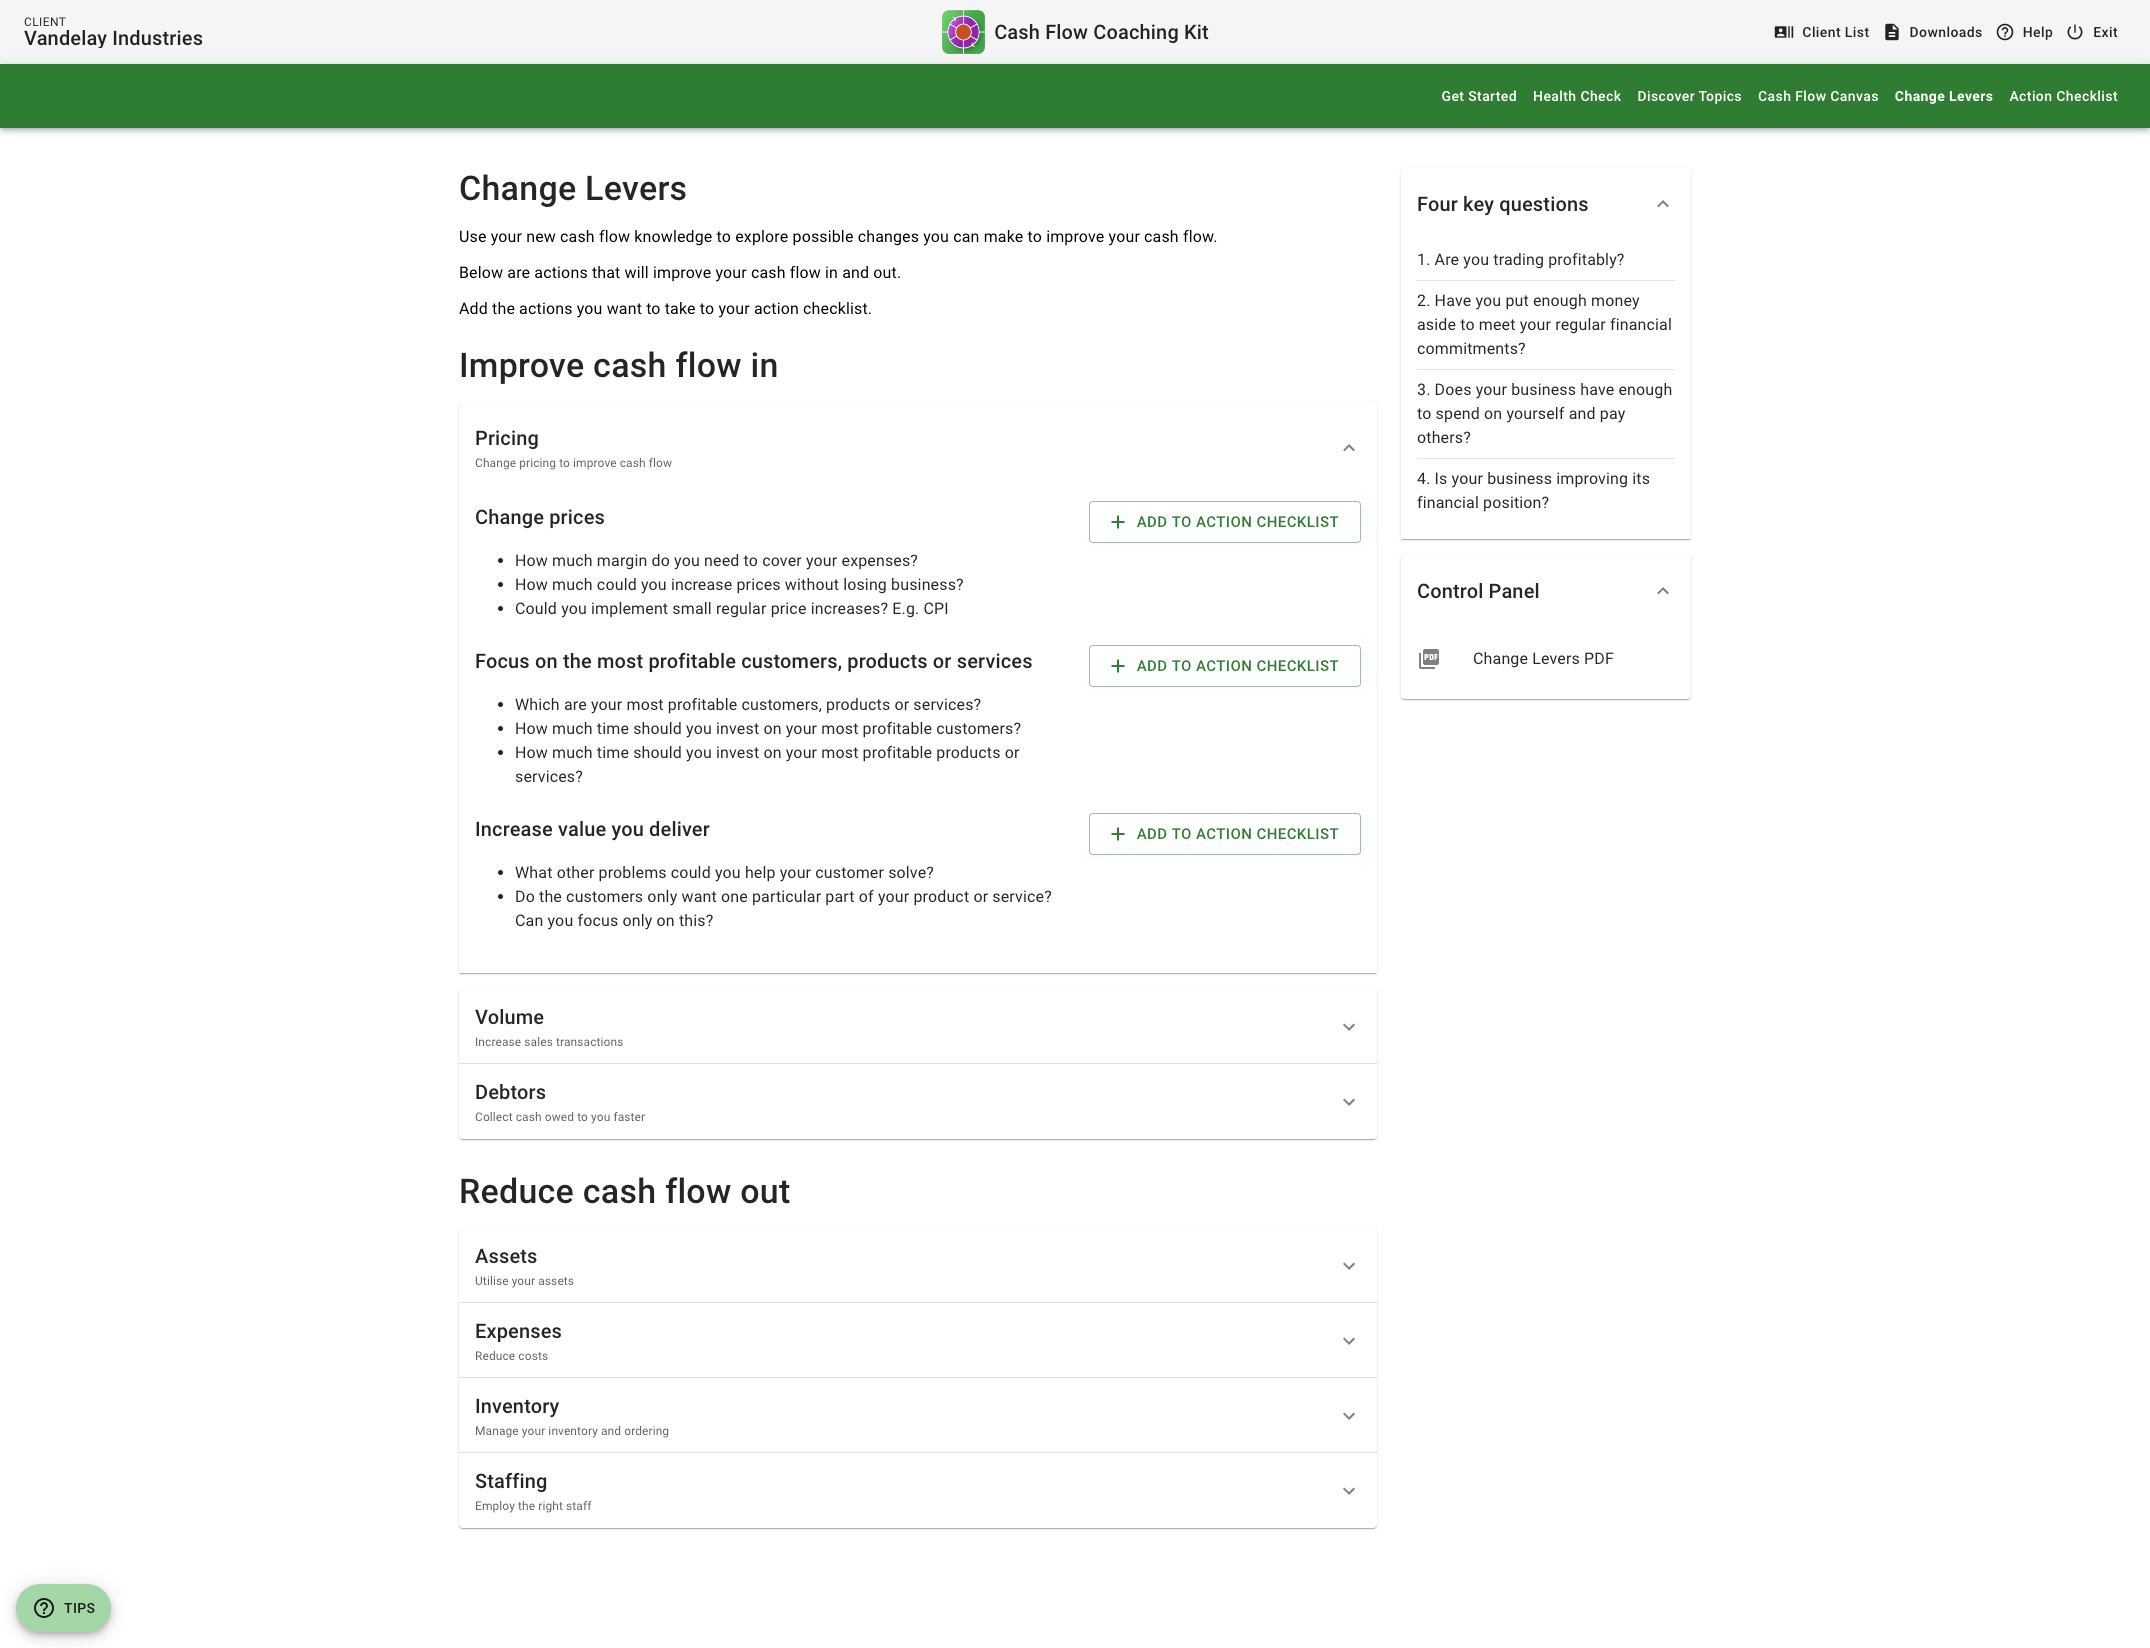 CLIENT
Vandelay Industries
Cash Flow Coaching Kit
Client List
Downloads
Help
Exit
Get Started
Health Check
Discover Topics
Cash Flow Canvas
Change Levers
Action Checklist
Change Levers
Use your new cash flow knowledge to explore possible changes you can make to improve your cash flow.
Below are actions that will improve your cash flow in and out.
Add the actions you want to take to your action checklist.
Improve cash flow in
Pricing
Change pricing to improve cash flow
Change prices
ADD TO ACTION CHECKLIST
• How much margin do you need to cover your expenses?
• How much could you increase prices without losing business?
• Could you implement small regular price increases? E.g. CPI
Focus on the most profitable customers, products or services
ADD TO ACTION CHECKLIST
• Which are your most profitable customers, products or services?
• How much time should you invest on your most profitable customers?
• How much time should you invest on your most profitable products or
services?
Increase value you deliver
ADD TO ACTION CHECKLIST
• What other problems could you help your customer solve?
• Do the customers only want one particular part of your product or service?
Can you focus only on this?
Volume
Increase sales transactions
Debtors
Collect cash owed to you faster
Reduce cash flow out
Assets
Utilise your assets
Expenses
Reduce costs
Inventory
Manage your inventory and ordering
Staffing
Employ the right staff
Four key questions
1. Are you trading profitably?
2. Have you put enough money
aside to meet your regular financial
commitments?
3. Does your business have enough
to spend on yourself and pay
others?
4. Is your business improving its
financial position?
Control Panel
PDF
Change Levers PDF
TIPS